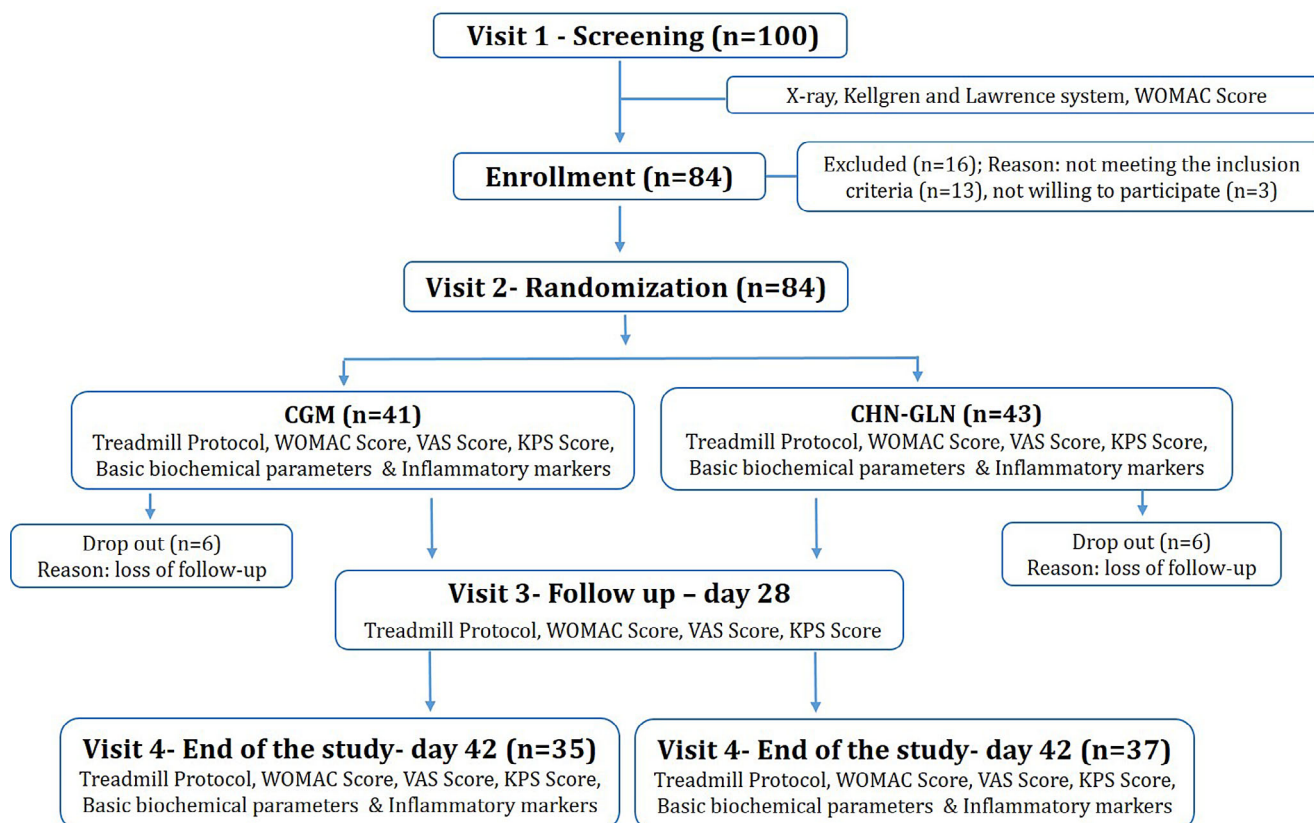 Visit 1 - Screening (n=100)
X-ray, Kellgren and Lawrence system, WOMAC Score
Enrollment (n=84)
Excluded (n=16); Reason: not meeting the inclusion
criteria (n=13), not willing to participate (n=3)
Visit 2- Randomization (n=84)
CGM (n=41)
Treadmill Protocol, WOMAC Score, VAS Score, KPS Score,
Basic biochemical parameters & Inflammatory markers
CHN-GLN (n=43)
Treadmill Protocol, WOMAC Score, VAS Score, KPS Score,
Basic biochemical parameters & Inflammatory markers
Drop out (n=6)
Reason: loss of follow-up
Drop out (n=6)
Reason: loss of follow-up
Visit 3- Follow up – day 28
Treadmill Protocol, WOMAC Score, VAS Score, KPS Score
Visit 4- End of the study- day 42 (n=35)
Treadmill Protocol, WOMAC Score, VAS Score, KPS Score,
Basic biochemical parameters & Inflammatory markers
Visit 4- End of the study- day 42 (n=37)
Treadmill Protocol, WOMAC Score, VAS Score, KPS Score,
Basic biochemical parameters & Inflammatory markers